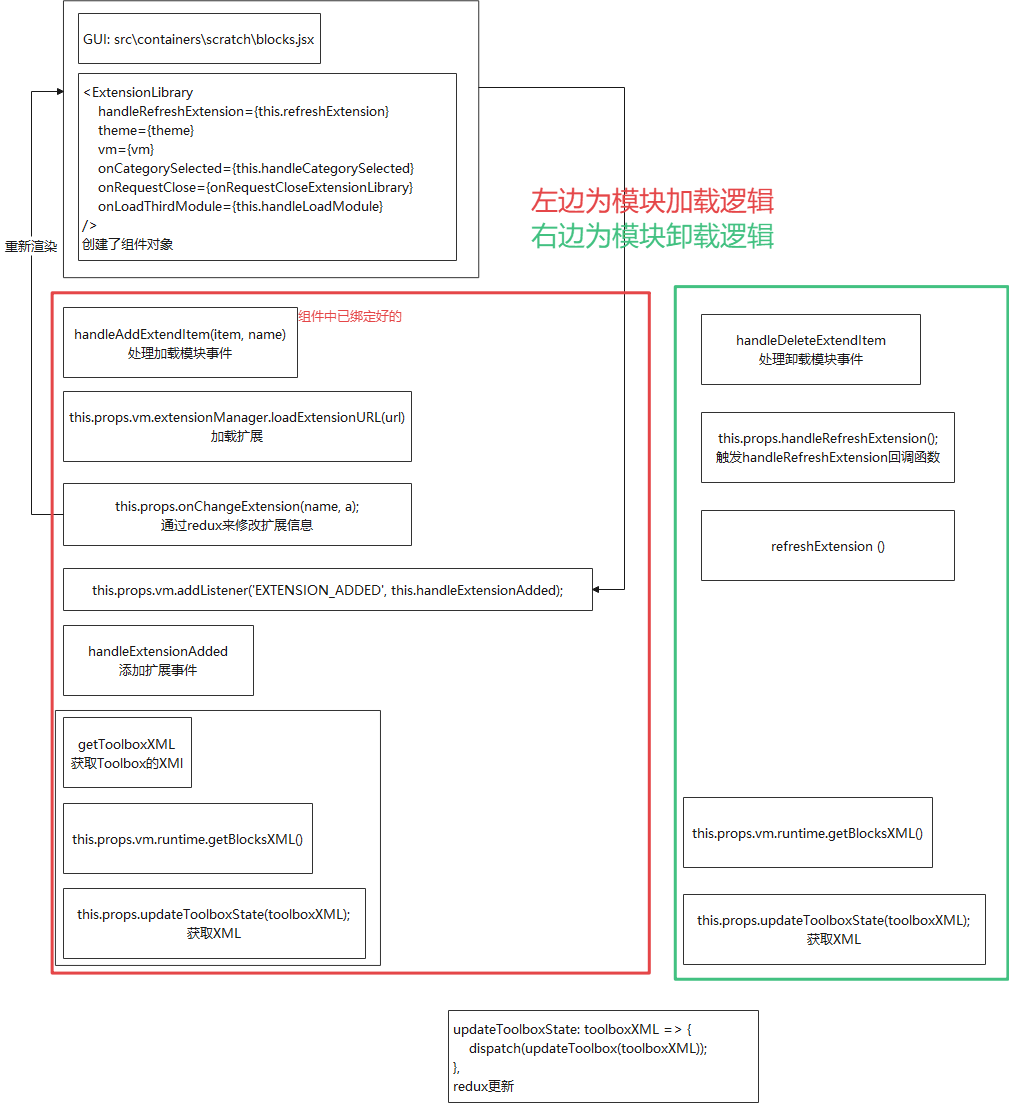 GUI: src\containers\scratch\blocks.jsx
<ExtensionLibrary
handleRefreshExtension={this.refreshExtension}
theme={theme}
vm={vm}
onCategorySelected={this.handleCategorySelected}
onRequestClose={onRequestCloseExtensionLibrary}
onLoadThirdModule={this.handleLoadModule}
/>
创建了组件对象
重新渲染
左边为模块加载逻辑
右边为模块卸载逻辑
组件中已绑定好的
handleAddExtendItem(item, name)
处理加载模块事件
this.props.vm.extensionManager.loadExtensionURL(url)
加载扩展
this.props.onChangeExtension(name, a);
通过redux来修改扩展信息
this.props.vm.addListener('EXTENSION_ADDED', this.handleExtensionAdded);
handleExtensionAdded
添加扩展事件
getToolboxXML
获取Toolbox的XMl
this.props.vm.runtime.getBlocksXML()
this.props.updateToolboxState(toolboxXML);
获取XML
handleDeleteExtendItem
处理卸载模块事件
this.props.handleRefreshExtension();
触发handleRefreshExtension回调函数
refreshExtension ()
this.props.vm.runtime.getBlocksXML()
this.props.updateToolboxState(toolboxXML);
获取XML
updateToolboxState: toolboxXML => {
dispatch(updateToolbox(toolboxXML));
},
redux更新